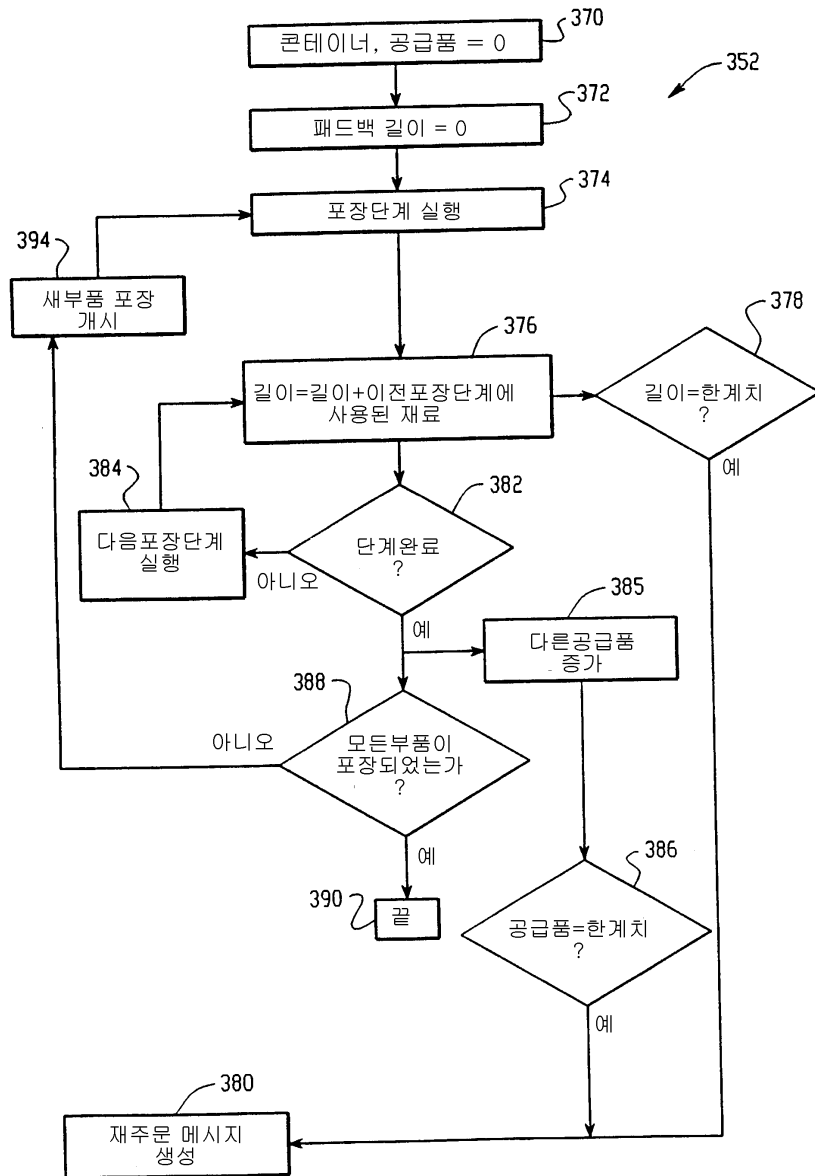 콘테이너, 공급품 = 0
370
352
패드백 길이 = 0
372
포장단계 실행
374
394
새부품 포장
개시
376
378
길이=길이+이전포장단계에
사용된 재료
길이=한계치
?
예
384
382
다음포장단계
실행
단계완료
?
아니오
예
385
다른공급품
증가
388
아니오
모든부품이
포장되었는가
?
예
386
390
끝
공급품=한계치
?
예
380
재주문 메시지
생성